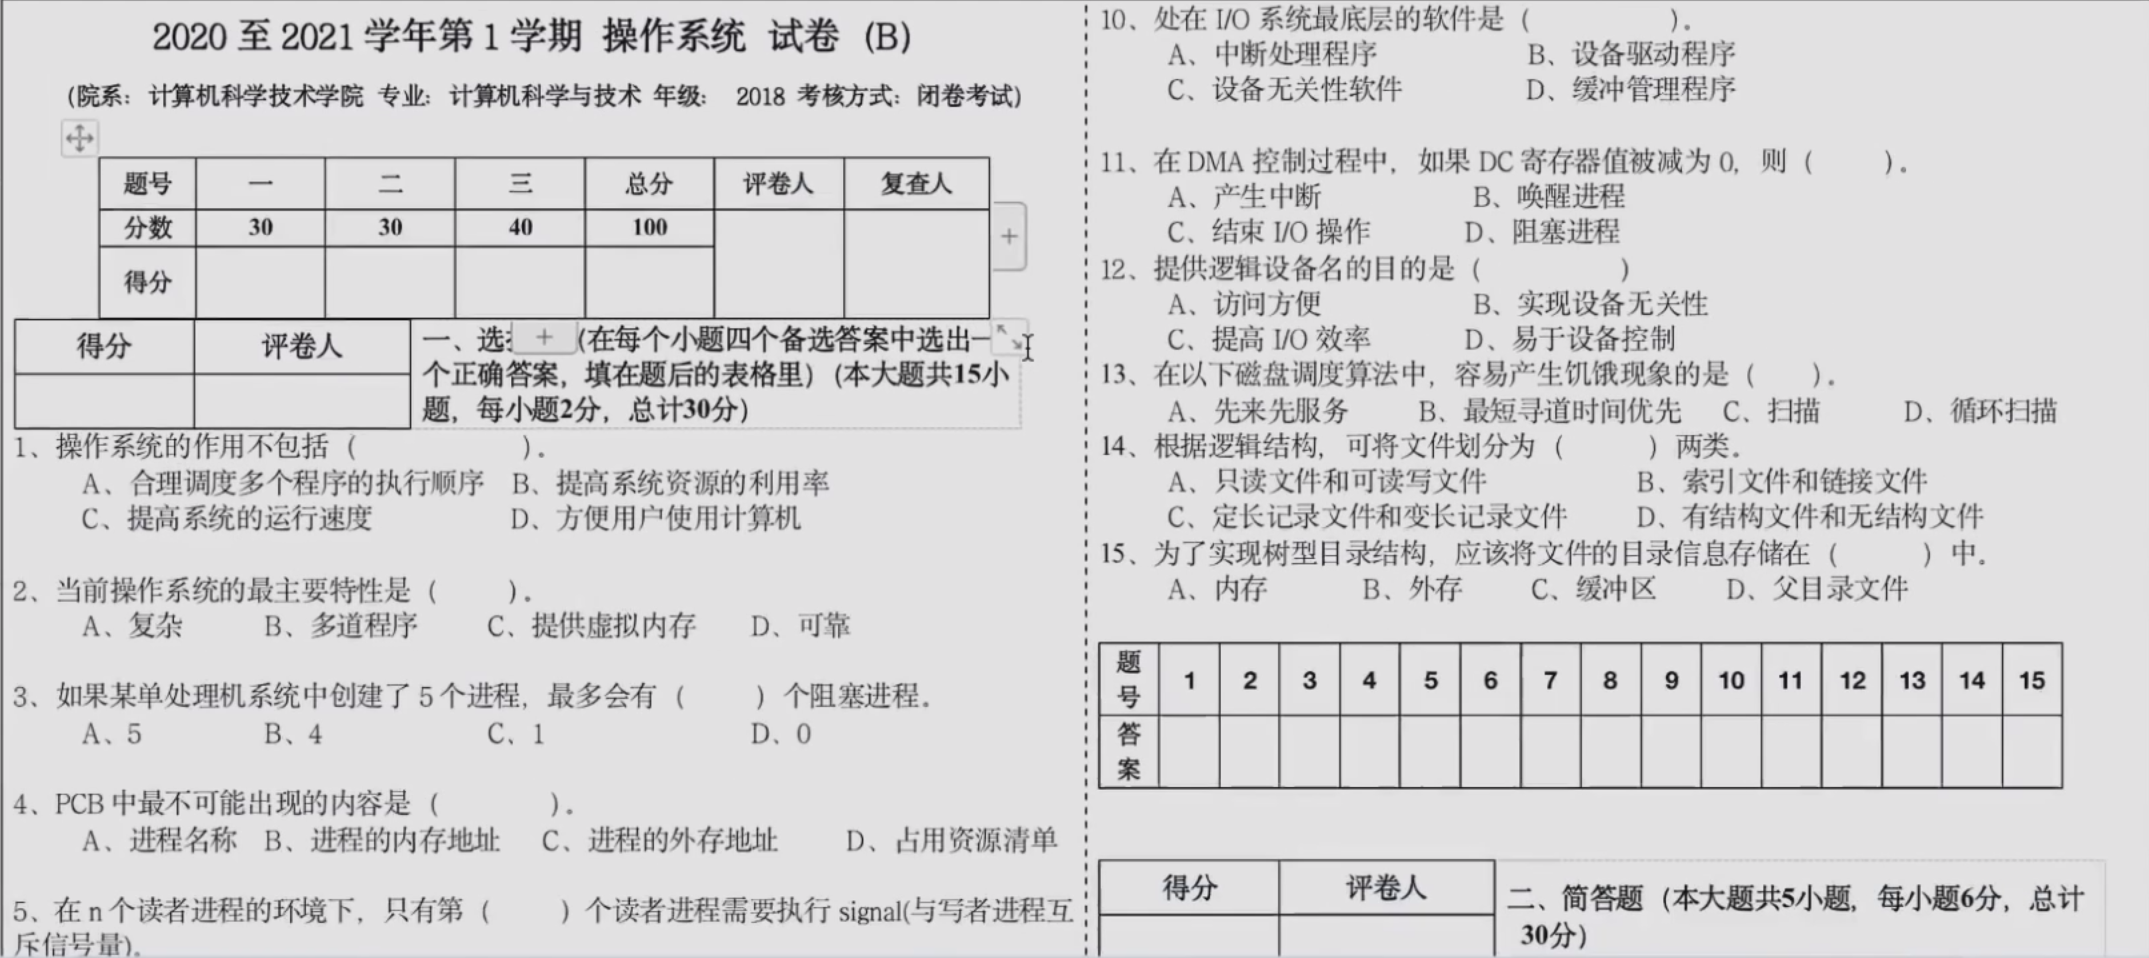 2020 至 2021 学年第 1 学期 操作系统 试卷 (B)
(院系: 计算机科学技术学院 专业: 计算机科学与技术 年级: 2018 考核方式: 闭卷考试)
题号 一 二 三 总分 评卷人 复查人
分数 30 30 40 100
得分
得分 评卷人
一、选 (在每个小题四个备选答案中选出一
个正确答案，填在题后的表格里) (本大题共15小
题，每小题2分，总计30分)
1、操作系统的作用不包括 ( )。
A、合理调度多个程序的执行顺序 B、提高系统资源的利用率
C、提高系统的运行速度 D、方便用户使用计算机
2、当前操作系统的最主要特性是 ( )。
A、复杂 B、多道程序 C、提供虚拟内存 D、可靠
3、如果某单处理机系统中创建了 5 个进程，最多会有 ( ) 个阻塞进程。
A、5 B、4 C、1 D、0
4、PCB 中最不可能出现的内容是 ( )。
A、进程名称 B、进程的内存地址 C、进程的外存地址 D、占用资源清单
5、在 n 个读者进程的环境下，只有第 ( ) 个读者进程需要执行 signal(与写者进程互
斥信号量)。
10、处在 I/O 系统最底层的软件是 ( )。
A、中断处理程序 B、设备驱动程序
C、设备无关性软件 D、缓冲管理程序
11、在 DMA 控制过程中，如果 DC 寄存器值被减为 0，则 ( )。
A、产生中断 B、唤醒进程
C、结束 I/O 操作 D、阻塞进程
12、提供逻辑设备名的目的是 ( )
A、访问方便 B、实现设备无关性
C、提高 I/O 效率 D、易于设备控制
13、在以下磁盘调度算法中，容易产生饥饿现象的是 ( )。
A、先来先服务 B、最短寻道时间优先 C、扫描 D、循环扫描
14、根据逻辑结构，可将文件划分为 ( ) 两类。
A、只读文件和可读写文件 B、索引文件和链接文件
C、定长记录文件和变长记录文件 D、有结构文件和无结构文件
15、为了实现树型目录结构，应该将文件的目录信息存储在 ( ) 中。
A、内存 B、外存 C、缓冲区 D、父目录文件
题号 1 2 3 4 5 6 7 8 9 10 11 12 13 14 15
答案
得分 评卷人
二、简答题 (本大题共5小题，每小题6分，总计
30分)